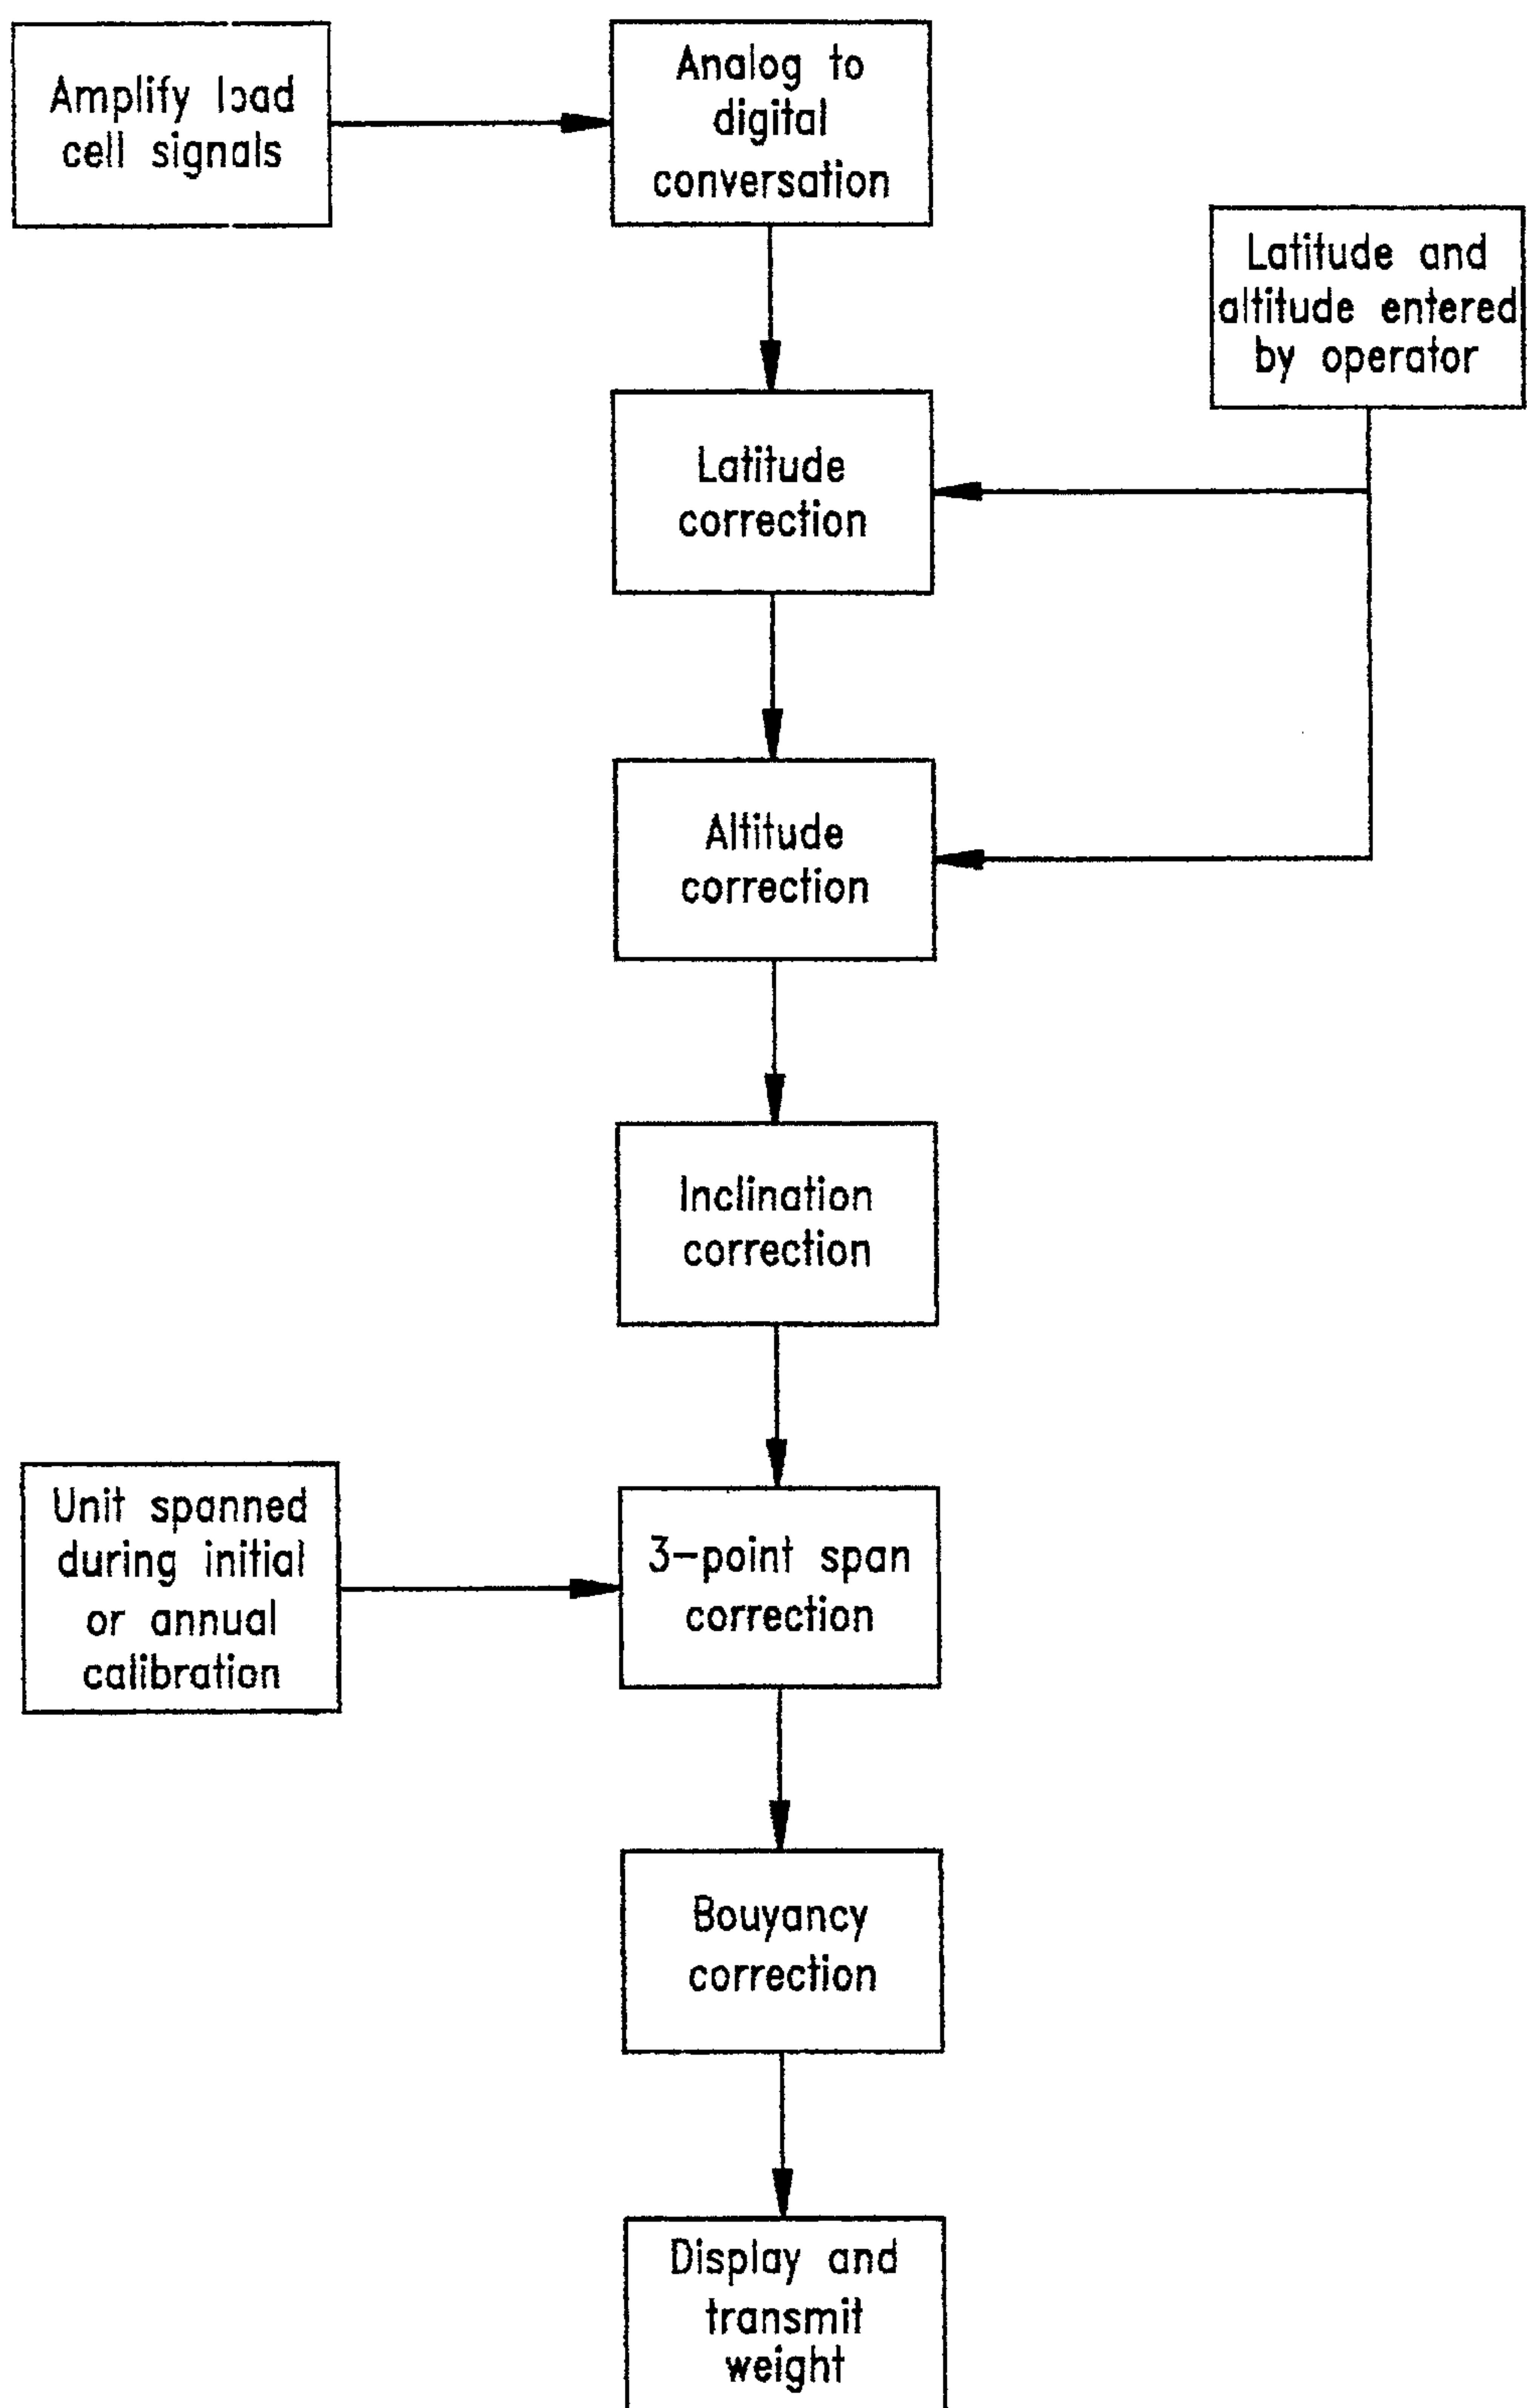 Amplify load
cell signals
Analog to
digital
conversation
Latitude and
altitude entered
by operator
Latitude
correction
Altitude
correction
Inclination
correction
Unit spanned
during initial
or annual
calibration
3-point span
correction
Bouyancy
correction
Display and
transmit
weight